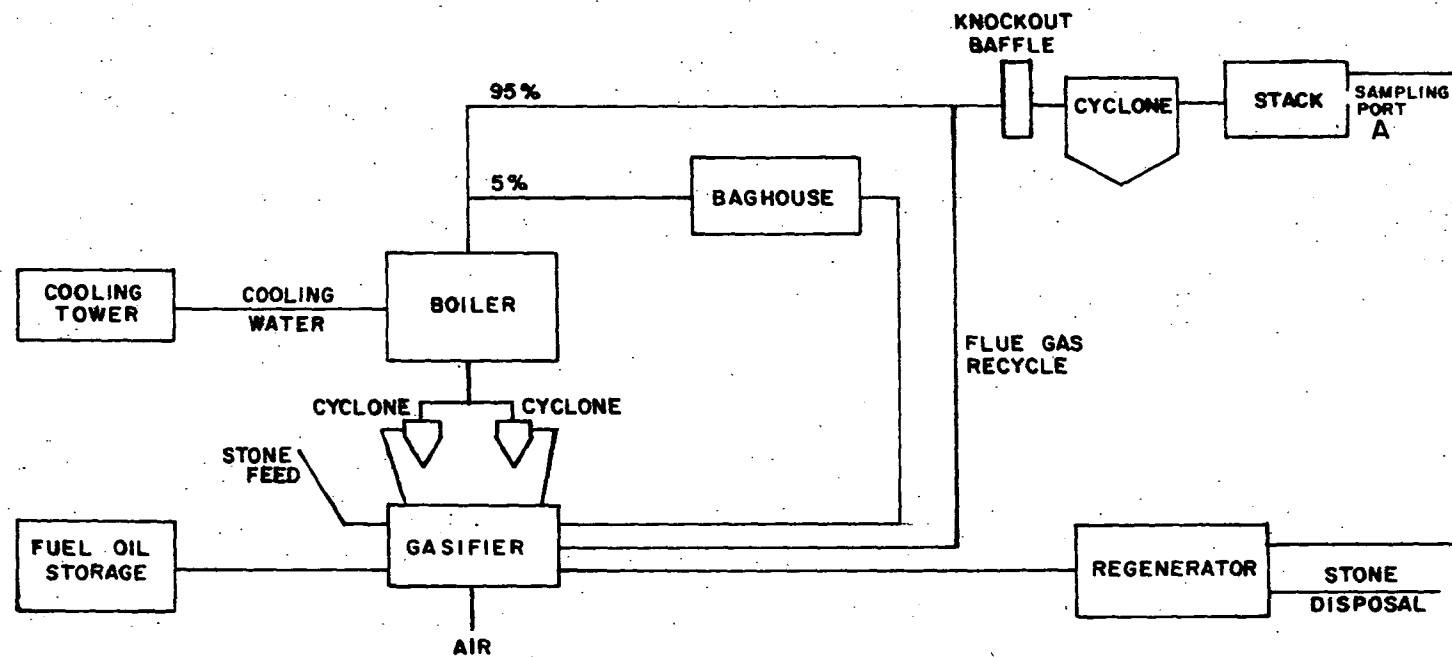 KNOCKOUT
BAFFLE
95%
CYCLONE
STACK
SAMPLING
PORT
A
5%
BAGHOUSE
COOLING
TOWER
COOLING
WATER
BOILER
FLUE GAS
RECYCLE
CYCLONE
CYCLONE
STONE
FEED
FUEL OIL
STORAGE
GASIFIER
REGENERATOR
STONE
DISPOSAL
AIR